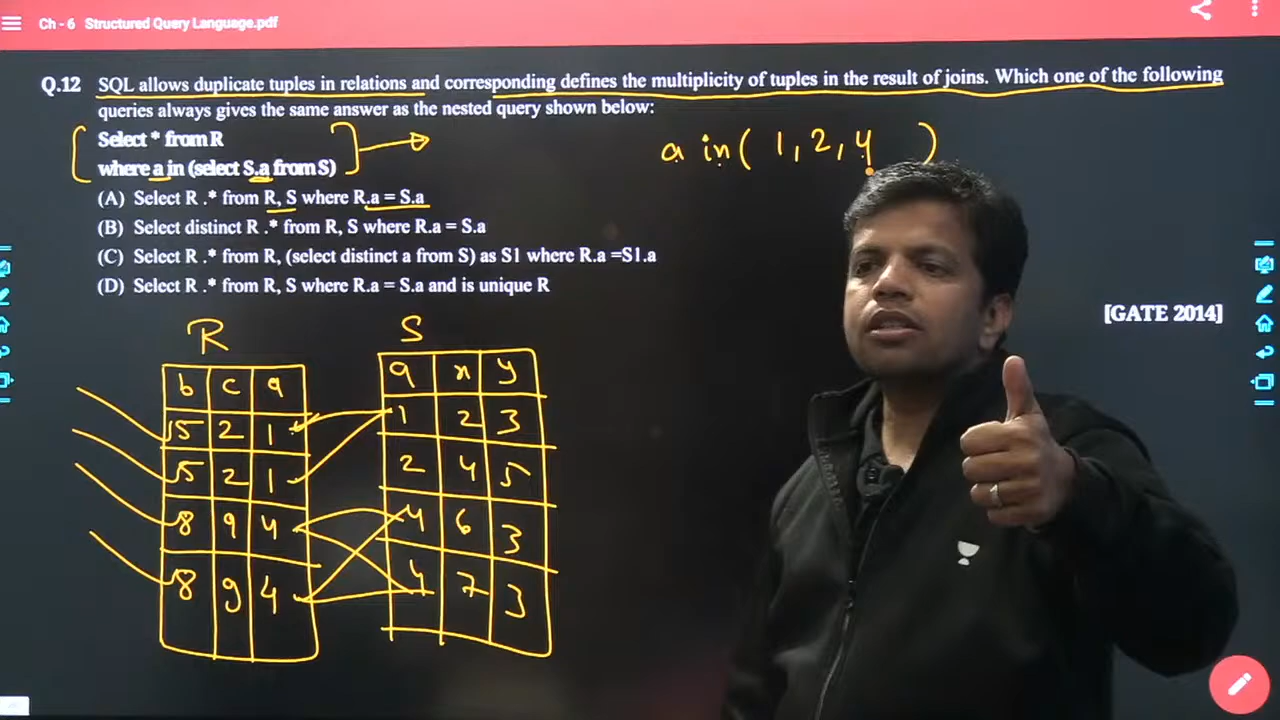 Ch - 6 Structured Query Language.pdf
Q.12 SQL allows duplicate tuples in relations and corresponding defines the multiplicity of tuples in the result of joins. Which one of the following
queries always gives the same answer as the nested query shown below:
Select * from R
where a in (select S.a from S)
a in ( 1, 2, 4 )
(A) Select R .* from R, S where R.a = S.a
(B) Select distinct R .* from R, S where R.a = S.a
(C) Select R .* from R, (select distinct a from S) as S1 where R.a =S1.a
(D) Select R .* from R, S where R.a = S.a and is unique R
[GATE 2014]
R S
b c a a x y
5 2 1 1 2 3
5 2 1 2 4 5
8 9 4 4 6 3
8 9 4 4 7 3